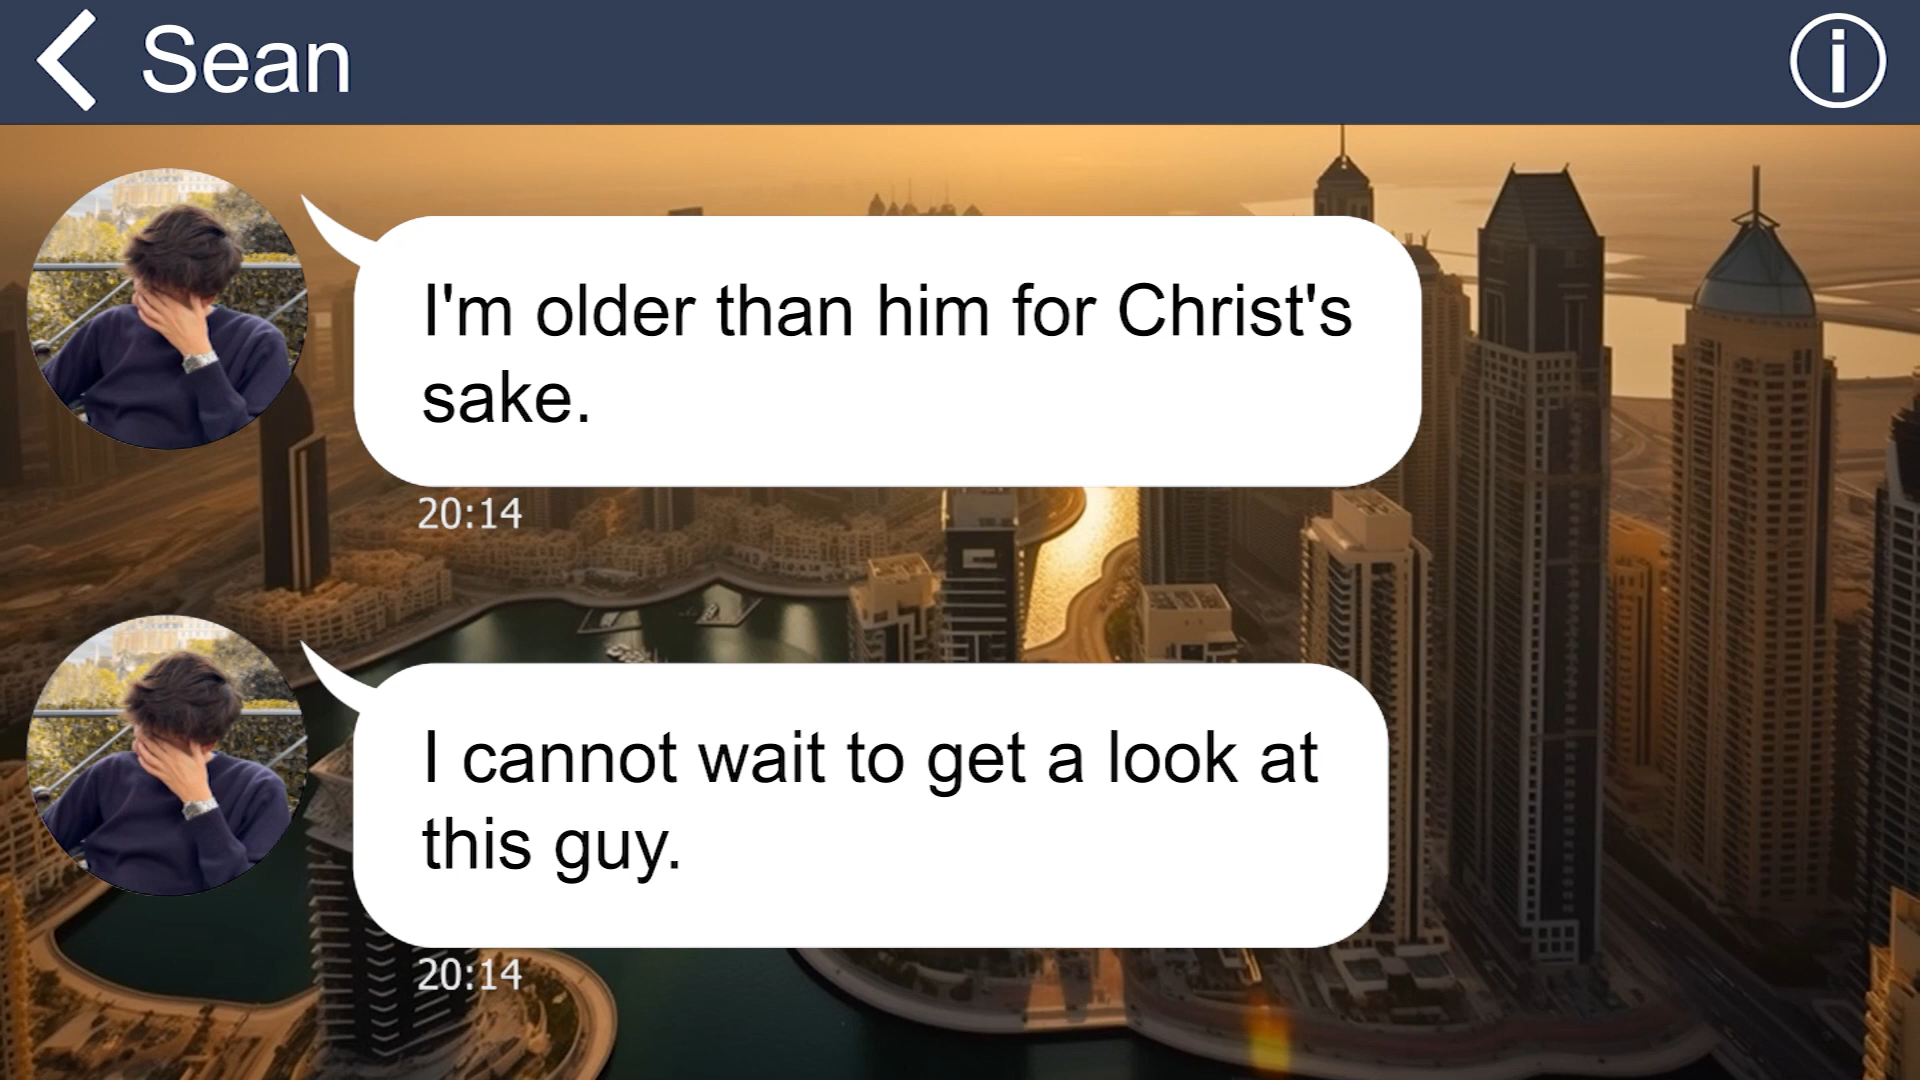 Sean
I'm older than him for Christ's
sake.
20:14
I cannot wait to get a look at
this guy.
20:14